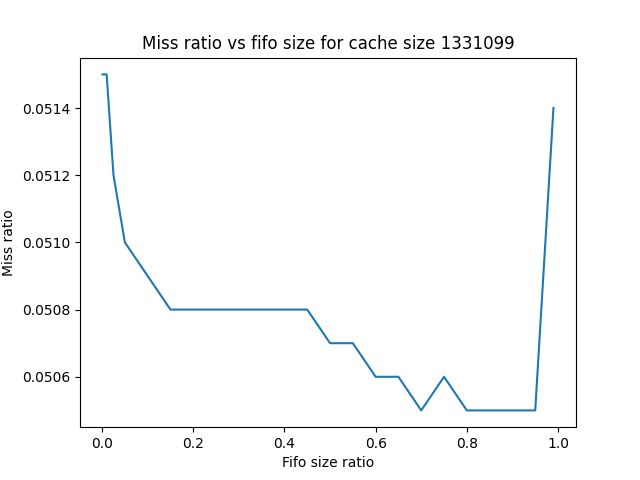 Miss ratio vs fifo size for cache size 1331099
0.0514
0.0512
0.0510
0.0508
0.0506
Miss ratio
0.0 0.2 0.4 0.6 0.8 1.0
Fifo size ratio